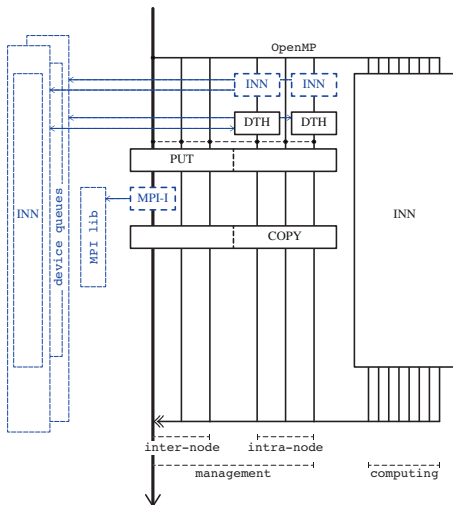 OpenMP
INN INN
DTH DTH
PUT
MPI-I
COPY
INN
INN
device queues
MPI lib
inter-node intra-node
management computing